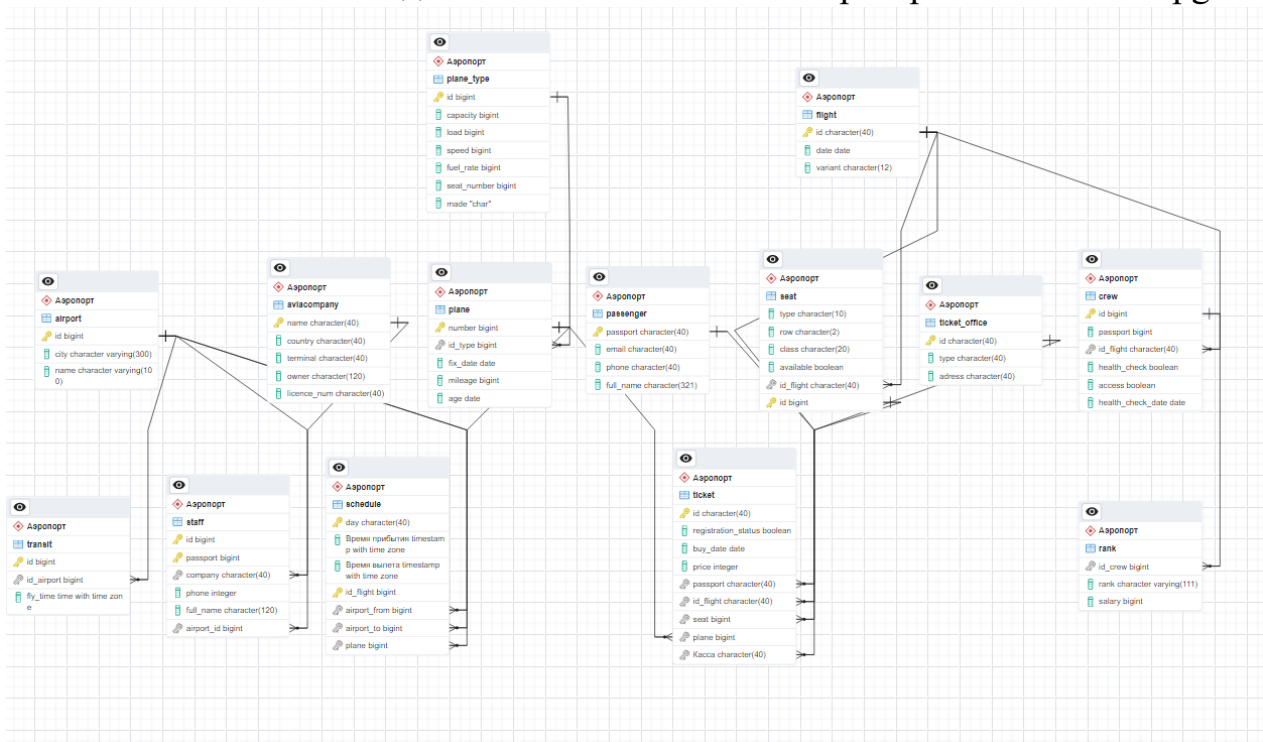 Аэропорт
plane_type
id bigint
capacity bigint
load bigint
speed bigint
fuel_rate bigint
seat_number bigint
made "char"
Аэропорт
flight
id character(40)
date date
variant character(12)
Аэропорт
airport
id bigint
city character varying(300)
name character varying(10
0)
Аэропорт
aviacompany
name character(40)
country character(40)
terminal character(40)
owner character(120)
licence_num character(40)
Аэропорт
plane
number bigint
id_type bigint
fix_date date
mileage bigint
age date
Аэропорт
passenger
passport character(40)
email character(40)
phone character(40)
full_name character(321)
Аэропорт
seat
type character(10)
row character(2)
class character(20)
available boolean
id_flight character(40)
id bigint
Аэропорт
ticket_office
id character(40)
type character(40)
adress character(40)
Аэропорт
crew
id bigint
passport bigint
id_flight character(40)
health_check boolean
access boolean
health_check_date date
Аэропорт
transit
id bigint
id_airport bigint
fly_time time with time zon
e
Аэропорт
staff
id bigint
passport bigint
company character(40)
phone integer
full_name character(120)
airport_id bigint
Аэропорт
schedule
day character(40)
Время прибытия timestam
p with time zone
Время вылета timestamp
with time zone
id_flight bigint
airport_from bigint
airport_to bigint
plane bigint
Аэропорт
ticket
id character(40)
registration_status boolean
buy_date date
price integer
passport character(40)
id_flight character(40)
seat bigint
plane bigint
Касса character(40)
Аэропорт
rank
id_crew bigint
rank character varying(111)
salary bigint